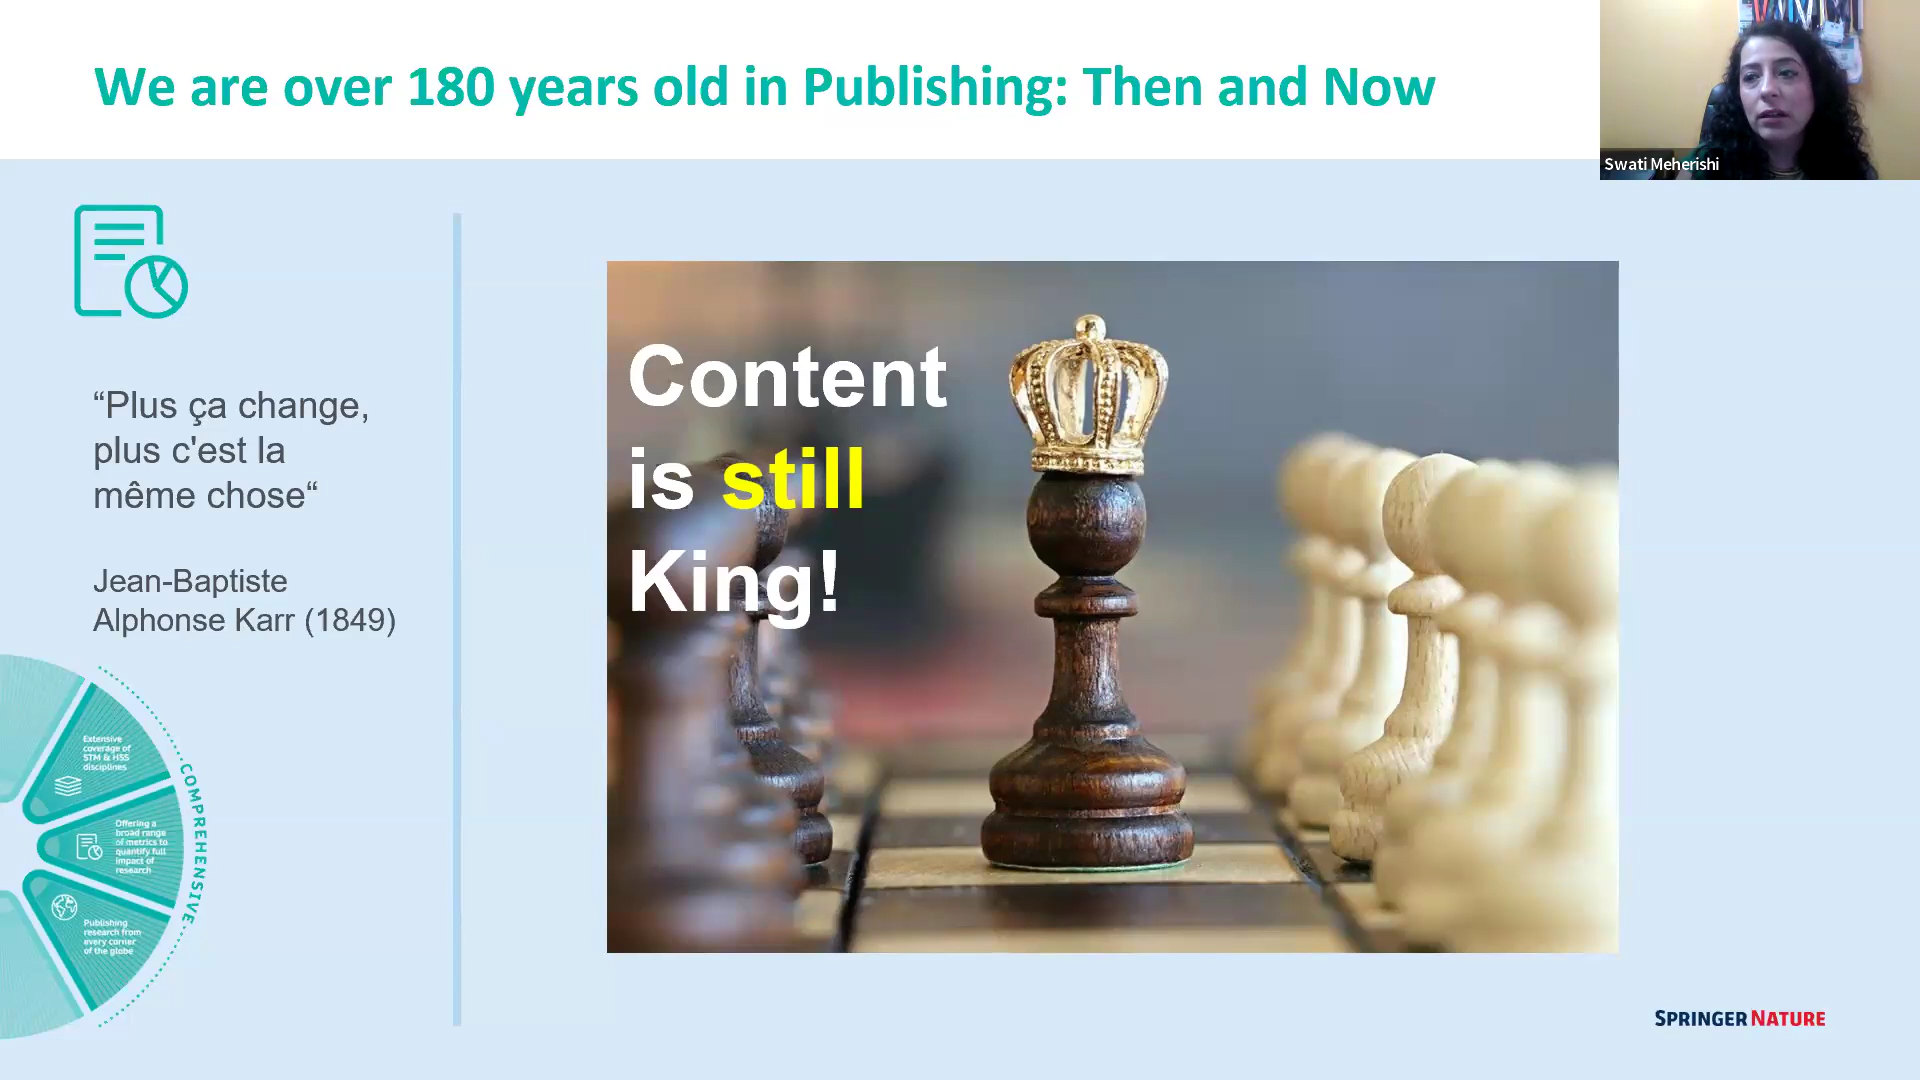 We are over 180 years old in Publishing: Then and Now
Swati Meherishi
“Plus ça change,
plus c'est la
même chose“
Jean-Baptiste
Alphonse Karr (1849)
Content
is still
King!
Extensive
coverage of
STM & HSS
disciplines
Offering a
broad range
of metrics to
quantify full
impact of
research
Publishing
research from
every corner
of the globe
COMPREHENSIVE
SPRINGER NATURE